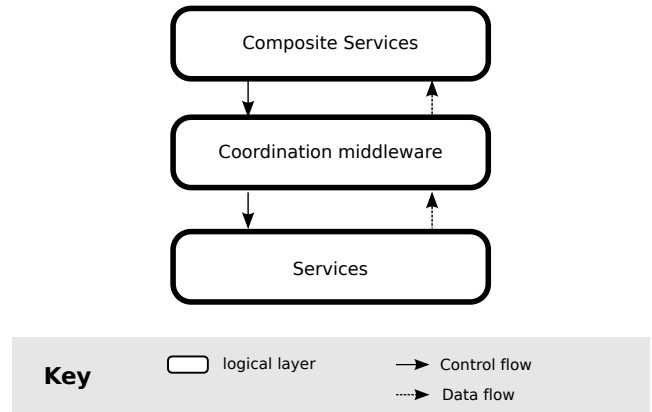 Composite Services
Coordination middleware
Services
Key
logical layer
Control flow
Data flow